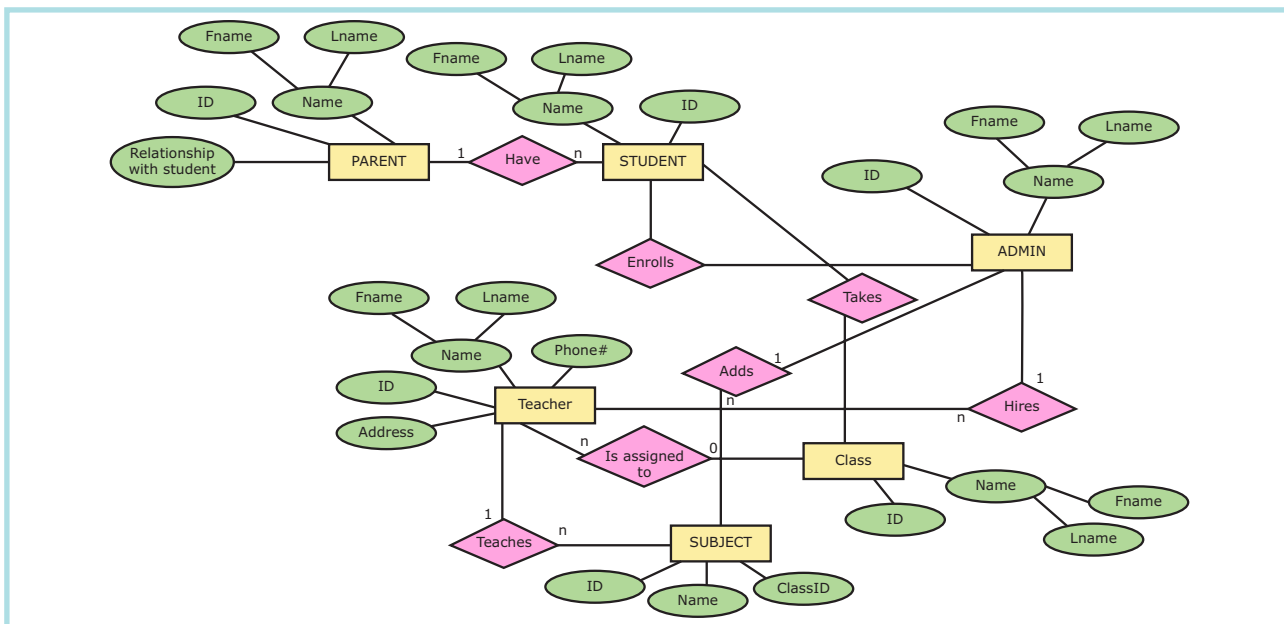 Fname
Lname
Fname
Lname
ID
Name
Name
ID
Relationship
with student
PARENT
1
Have
n
STUDENT
Fname
Lname
ID
Name
ADMIN
Enrolls
Takes
Fname
Lname
Name
Phone#
ID
Address
Teacher
Adds
1
n
1
n
Hires
n
Is assigned
to
0
Class
Name
Fname
Lname
ID
1
Teaches
n
SUBJECT
ID
Name
ClassID